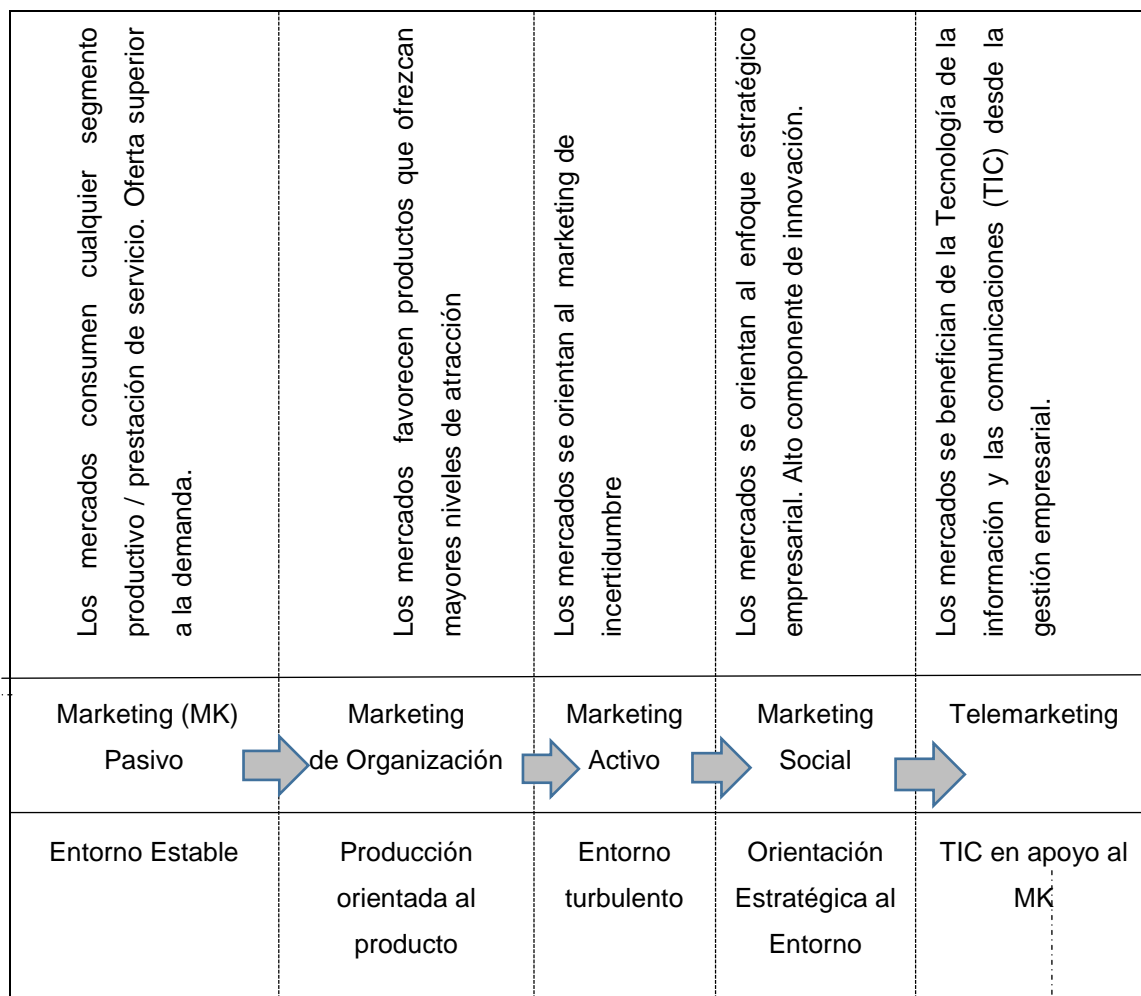 Los mercados consumen cualquier segmento
productivo / prestación de servicio. Oferta superior
a la demanda.
Los mercados favorecen productos que ofrezcan
mayores niveles de atracción
Los mercados se orientan al marketing de
incertidumbre
Los mercados se orientan al enfoque estratégico
empresarial. Alto componente de innovación.
Los mercados se benefician de la Tecnología de la
información y las comunicaciones (TIC) desde la
gestión empresarial.
Marketing (MK)
Pasivo
Marketing
de Organización
Marketing
Activo
Marketing
Social
Telemarketing
Entorno Estable
Producción
orientada al
producto
Entorno
turbulento
Orientación
Estratégica al
Entorno
TIC en apoyo al
MK